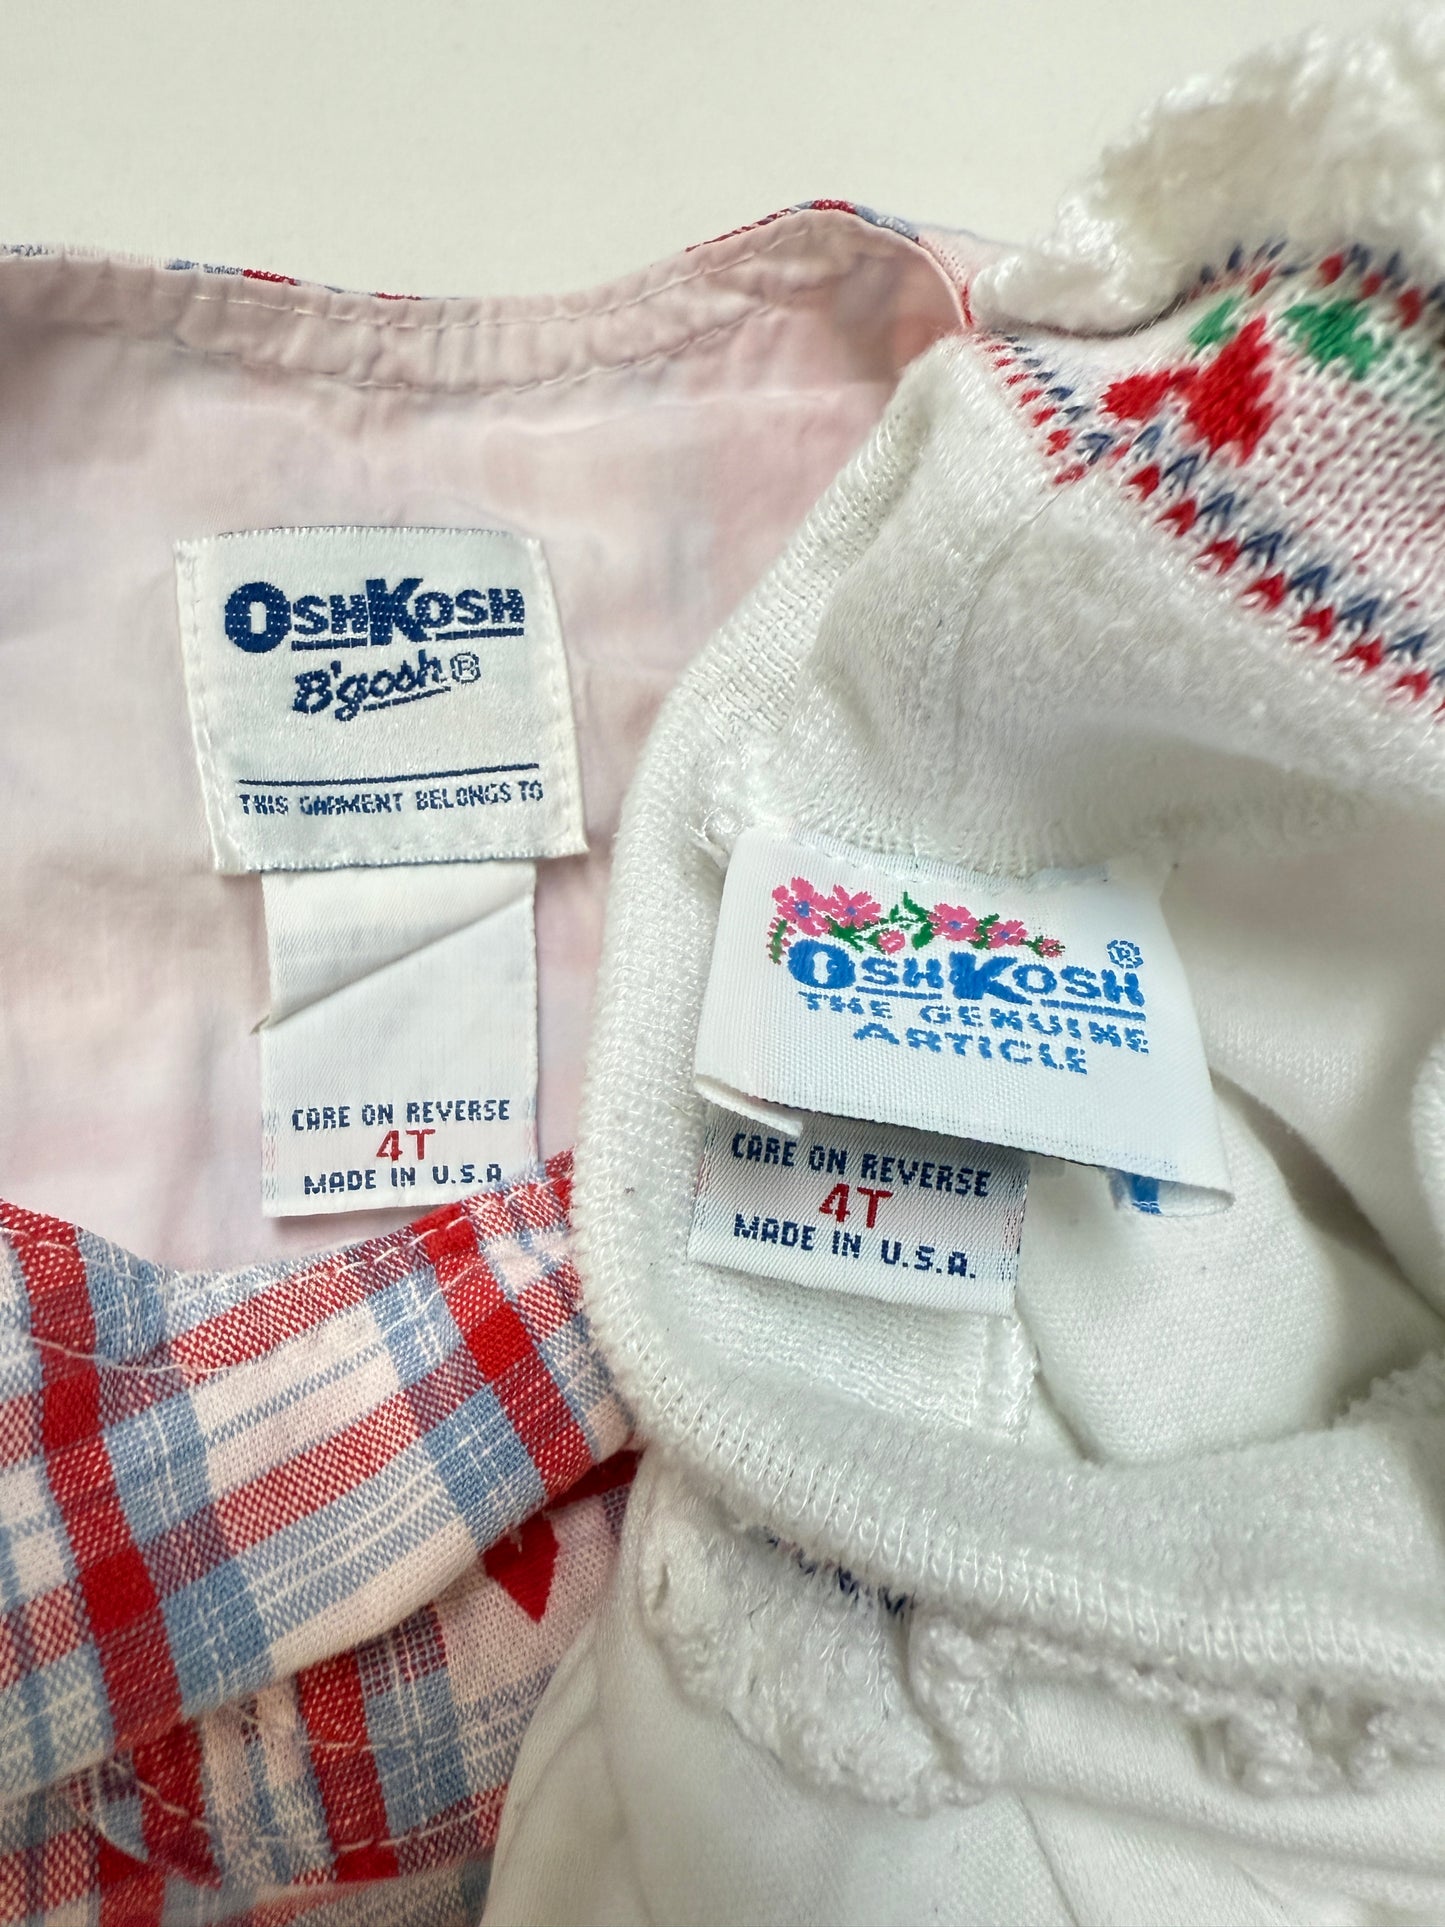 OSHKOSH
B'gosh®
THIS GARMENT BELONGS TO
CARE ON REVERSE
4T
MADE IN U.S.A
OSHKOSH®
THE GENUINE
ARTICLE
CARE ON REVERSE
4T
MADE IN U.S.A.